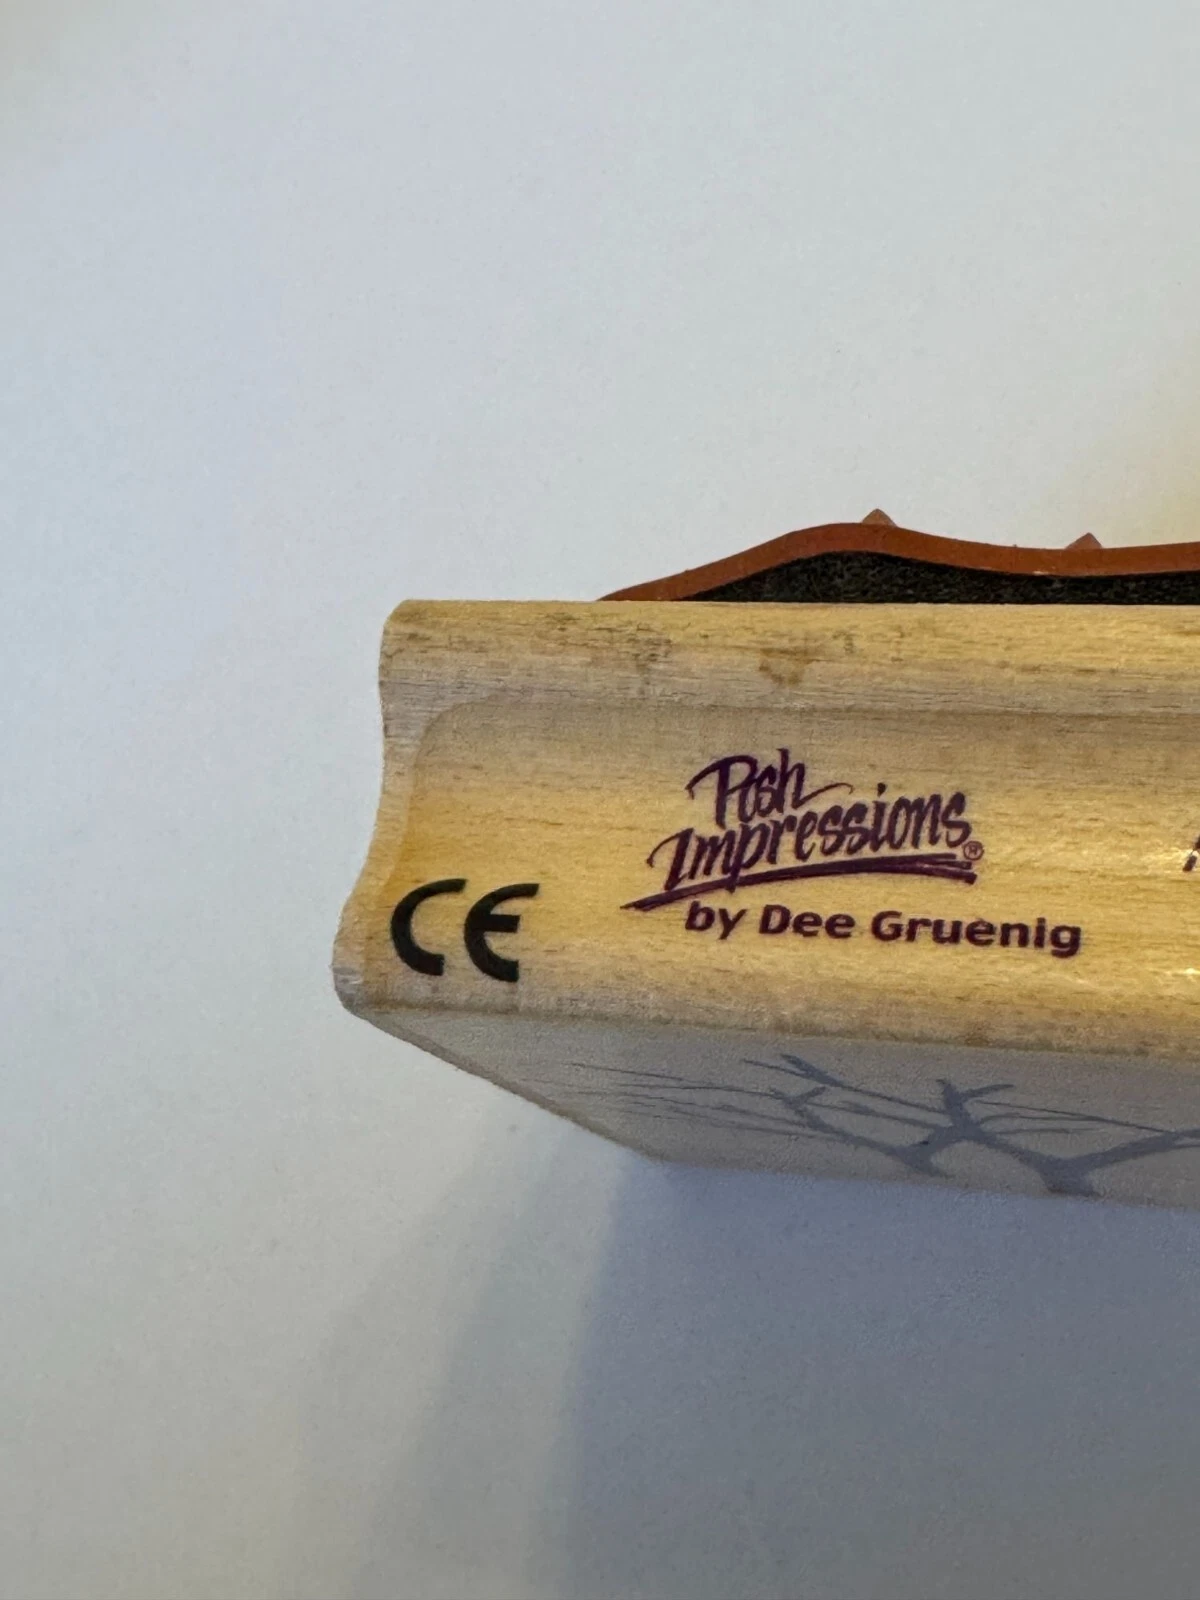 Posh
Impressions®
by Dee Gruenig
CE